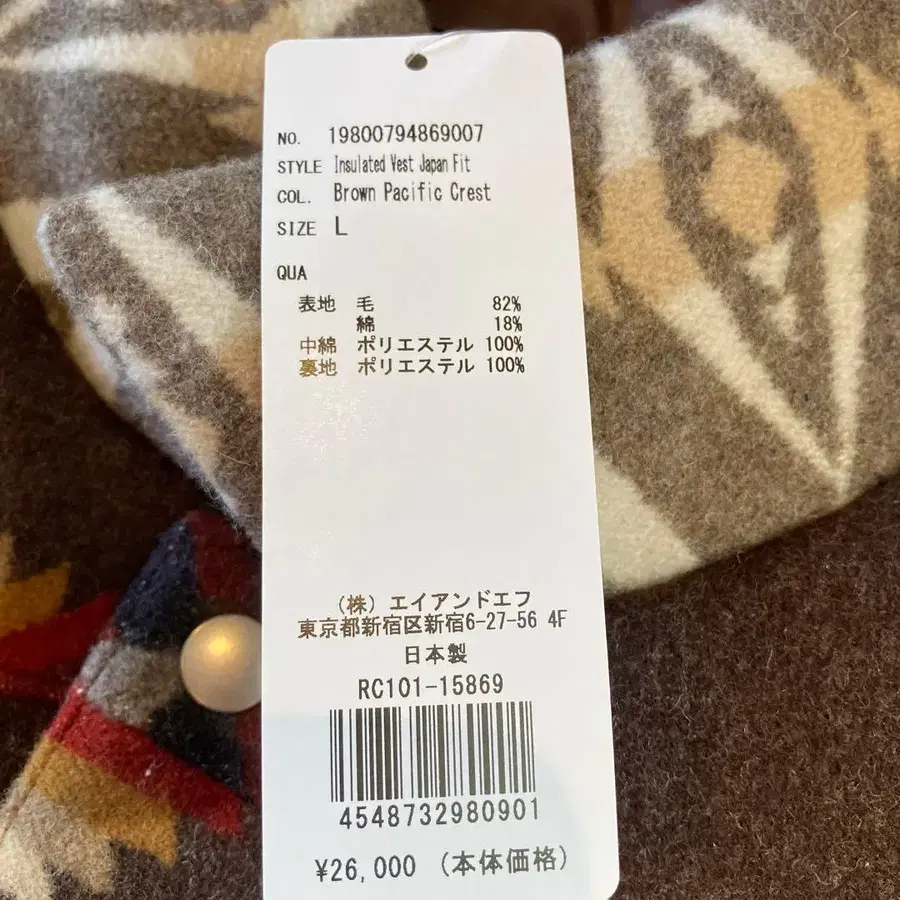 NO. 19800794869007
STYLE Insulated Vest Japan Fit
COL. Brown Pacific Crest
SIZE L
QUA
表地 毛 82%
綿 18%
中綿 ポリエステル 100%
裏地 ポリエステル 100%
(株) エイアンドエフ
東京都新宿区新宿6-27-56 4F
日本製
RC101-15869
4548732980901
¥26,000 (本体価格)